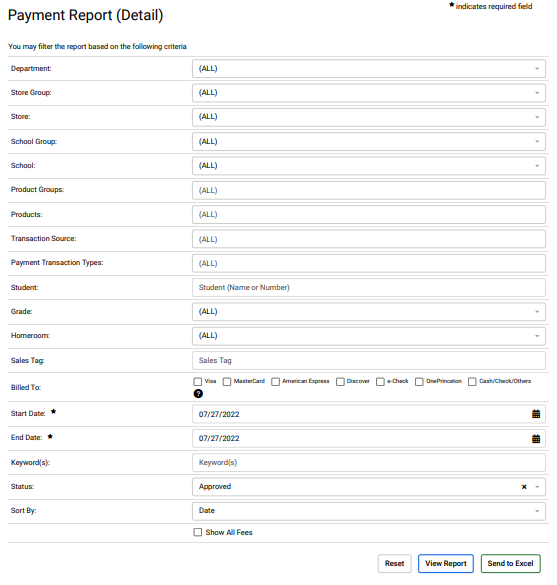 Payment Report (Detail)
* indicates required field
You may filter the report based on the following criteria
Department: (ALL)
Store Group: (ALL)
Store: (ALL)
School Group: (ALL)
School: (ALL)
Product Groups: (ALL)
Products: (ALL)
Transaction Source: (ALL)
Payment Transaction Types: (ALL)
Student: Student (Name or Number)
Grade: (ALL)
Homeroom: (ALL)
Sales Tag: Sales Tag
Billed To: Visa MasterCard American Express Discover e-Check OnePrinceton Cash/Check/Others
?
Start Date: * 07/27/2022
End Date: * 07/27/2022
Keyword(s): Keyword(s)
Status: Approved ×
Sort By: Date
Show All Fees
Reset View Report Send to Excel